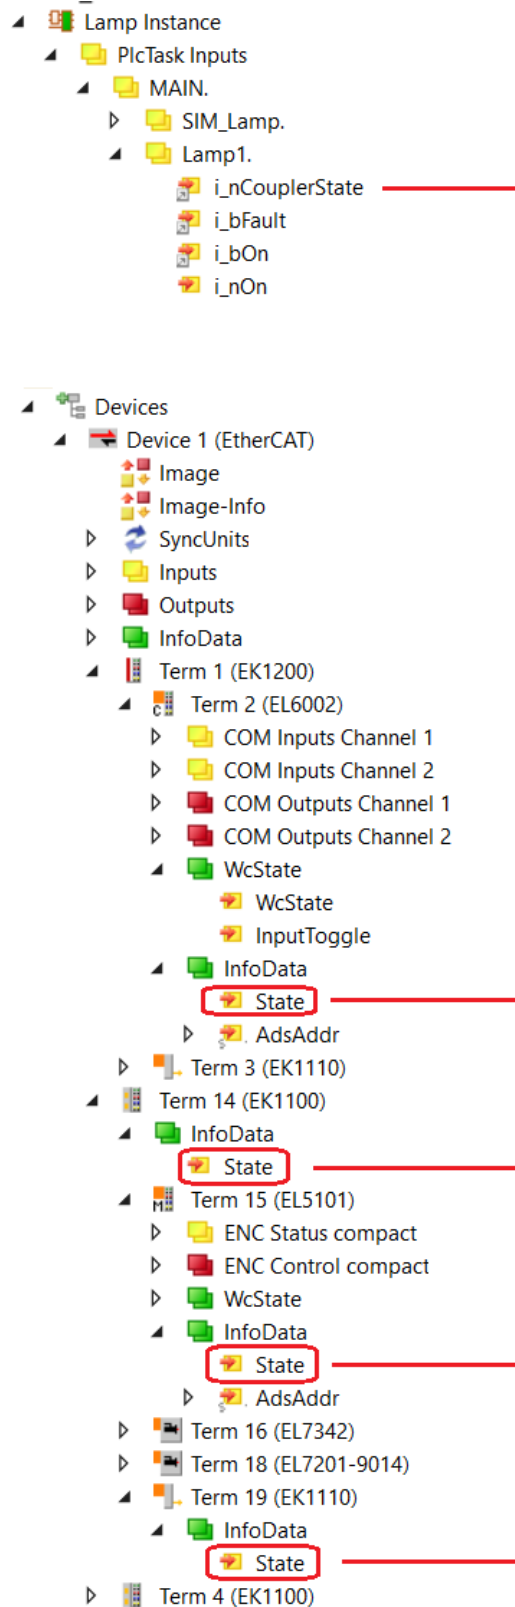 Lamp Instance
PlcTask Inputs
MAIN.
SIM_Lamp.
Lamp1.
i_nCouplerState
i_bFault
i_bOn
i_nOn
Devices
Device 1 (EtherCAT)
Image
Image-Info
SyncUnits
Inputs
Outputs
InfoData
Term 1 (EK1200)
Term 2 (EL6002)
COM Inputs Channel 1
COM Inputs Channel 2
COM Outputs Channel 1
COM Outputs Channel 2
WcState
WcState
InputToggle
InfoData
State
AdsAddr
Term 3 (EK1110)
Term 14 (EK1100)
InfoData
State
Term 15 (EL5101)
ENC Status compact
ENC Control compact
WcState
InfoData
State
AdsAddr
Term 16 (EL7342)
Term 18 (EL7201-9014)
Term 19 (EK1110)
InfoData
State
Term 4 (EK1100)